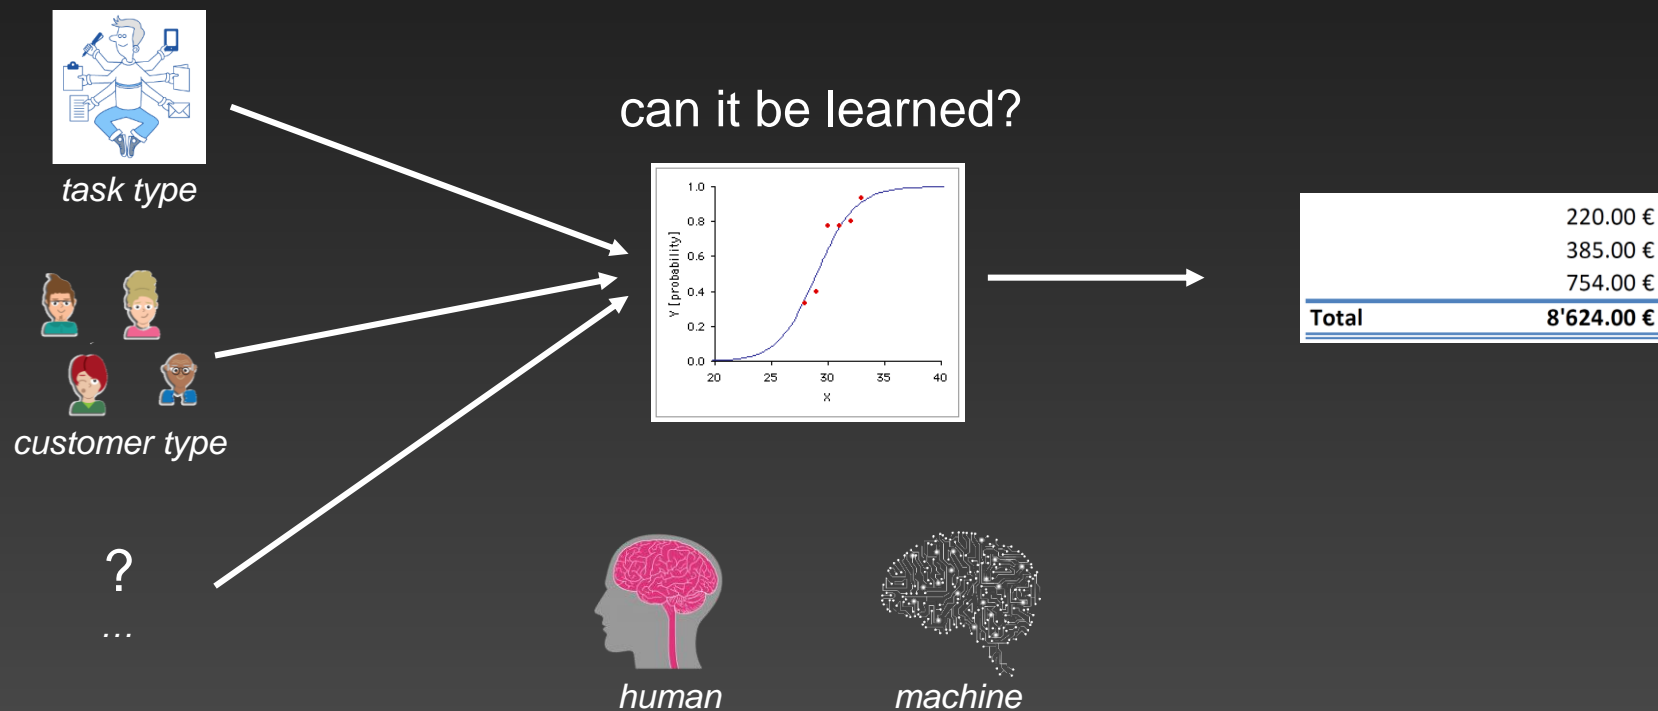 task type
customer type
?
...
can it be learned?
Y [probability]
1.0
0.8
0.6
0.4
0.2
0.0
20 25 30 35 40
X
human
machine
220.00 €
385.00 €
754.00 €
Total 8'624.00 €